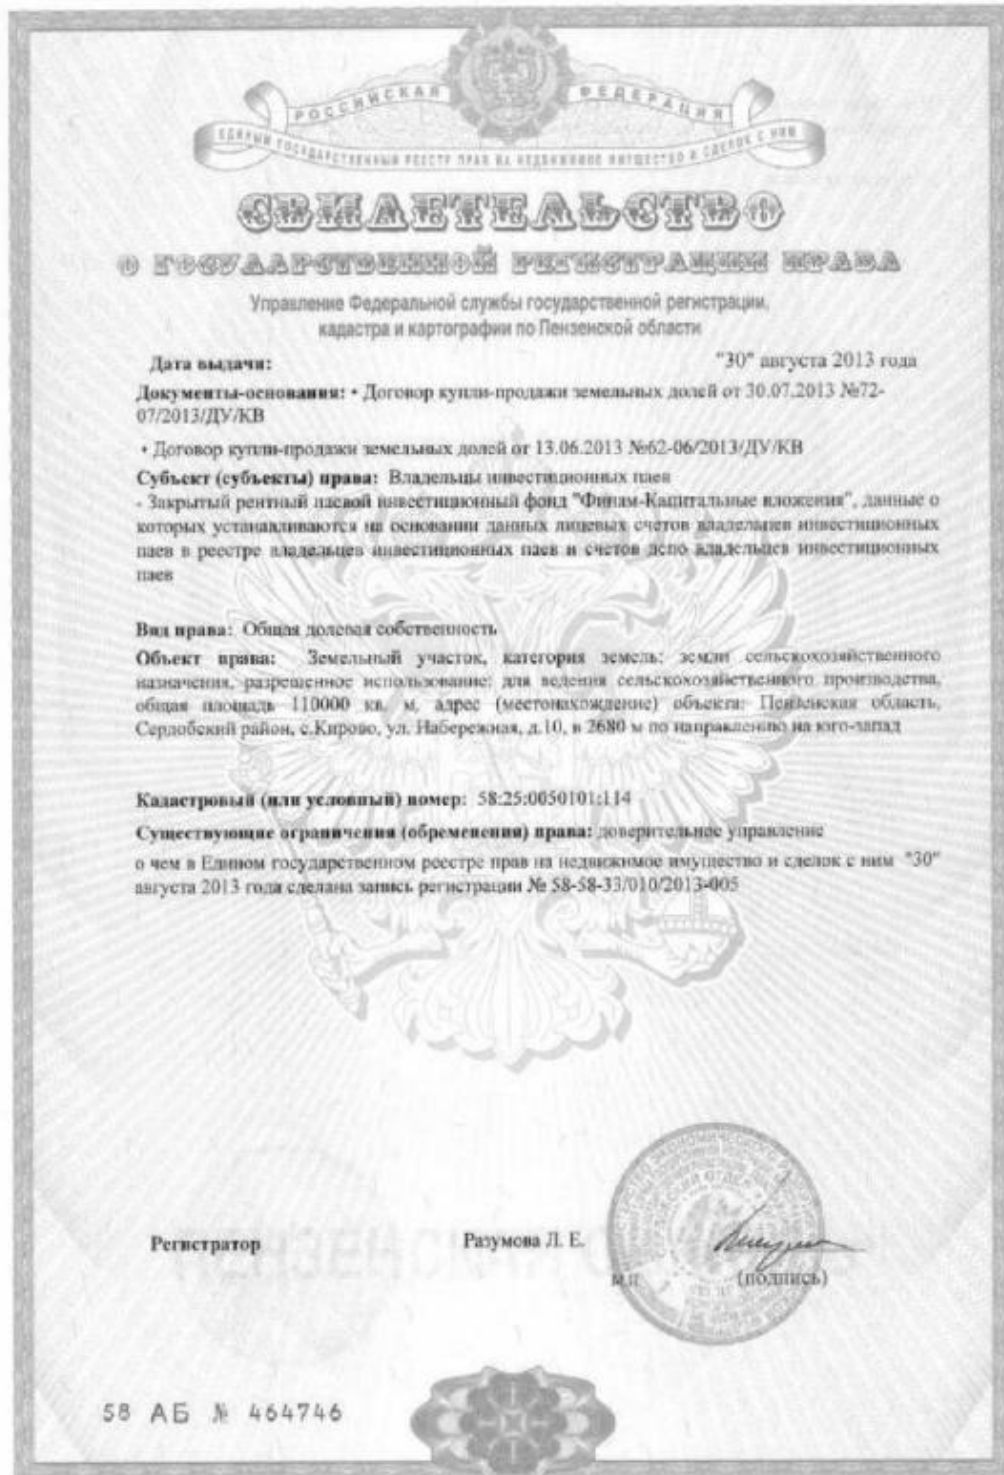 РОССИЙСКАЯ ФЕДЕРАЦИЯ
ЕДИНЫЙ ГОСУДАРСТВЕННЫЙ РЕЕСТР ПРАВ НА НЕДВИЖИМОЕ ИМУЩЕСТВО И СДЕЛОК С НИМ
СВИДЕТЕЛЬСТВО
О ГОСУДАРСТВЕННОЙ РЕГИСТРАЦИИ ПРАВА
Управление Федеральной службы государственной регистрации,
кадастра и картографии по Пензенской области
Дата выдачи: "30" августа 2013 года
Документы-основания: • Договор купли-продажи земельных долей от 30.07.2013 №72-
07/2013/ДУ/КВ
• Договор купли-продажи земельных долей от 13.06.2013 №62-06/2013/ДУ/КВ
Субъект (субъекты) права: Владельцы инвестиционных паев
- Закрытый рентный паевой инвестиционный фонд "Финам-Капитальные вложения", данные о
которых устанавливаются на основании данных лицевых счетов владельцев инвестиционных
паев в реестре владельцев инвестиционных паев и счетов депо владельцев инвестиционных
паев
Вид права: Общая долевая собственность
Объект права: Земельный участок, категория земель: земли сельскохозяйственного
назначения, разрешенное использование: для ведения сельскохозяйственного производства,
общая площадь 110000 кв. м, адрес (местонахождение) объекта: Пензенская область,
Сердобский район, с.Кирово, ул. Набережная, д.10, в 2680 м по направлению на юго-запад
Кадастровый (или условный) номер: 58:25:0050101:114
Существующие ограничения (обременения) права: доверительное управление
о чем в Едином государственном реестре прав на недвижимое имущество и сделок с ним "30"
августа 2013 года сделана запись регистрации № 58-58-33/010/2013-005
Регистратор Разумова Л. Е.
М.П. (подпись)
58 АБ № 464746